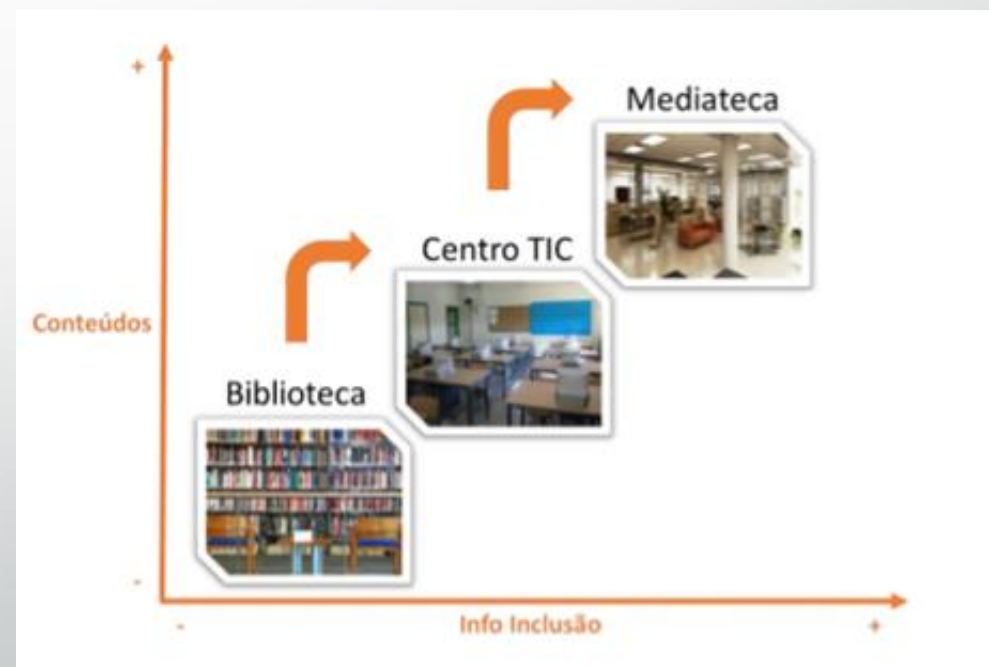 +
Mediateca
Centro TIC
Conteúdos
Biblioteca
-
-
Info Inclusão
+